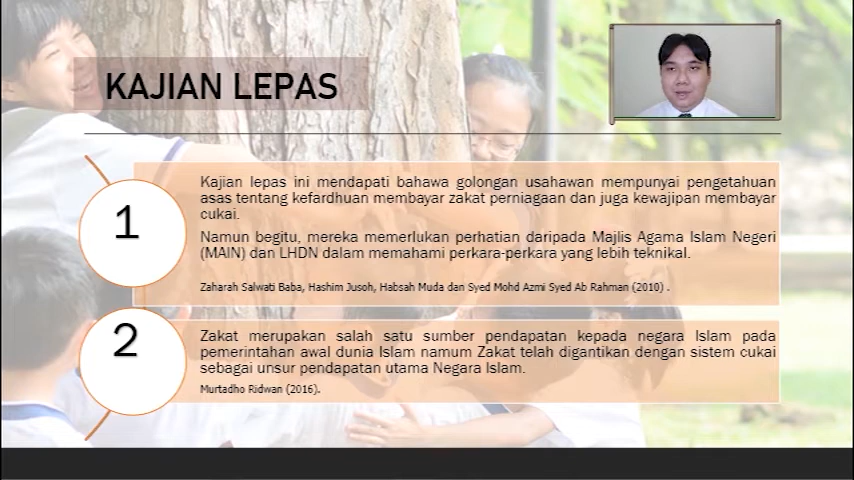 KAJIAN LEPAS
1
Kajian lepas ini mendapati bahawa golongan usahawan mempunyai pengetahuan
asas tentang kefardhuan membayar zakat perniagaan dan juga kewajipan membayar
cukai.
Namun begitu, mereka memerlukan perhatian daripada Majlis Agama Islam Negeri
(MAIN) dan LHDN dalam memahami perkara-perkara yang lebih teknikal.
Zaharah Salwati Baba, Hashim Jusoh, Habsah Muda dan Syed Mohd Azmi Syed Ab Rahman (2010) .
2
Zakat merupakan salah satu sumber pendapatan kepada negara Islam pada
pemerintahan awal dunia Islam namum Zakat telah digantikan dengan sistem cukai
sebagai unsur pendapatan utama Negara Islam.
Murtadho Ridwan (2016).